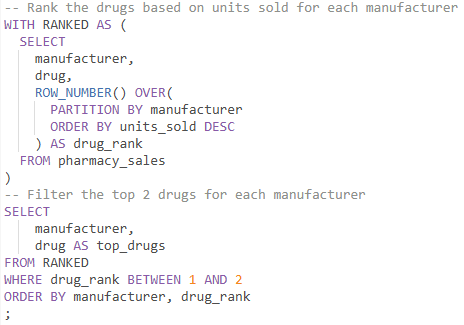 -- Rank the drugs based on units sold for each manufacturer
WITH RANKED AS (
  SELECT
    manufacturer,
    drug,
    ROW_NUMBER() OVER(
      PARTITION BY manufacturer
      ORDER BY units_sold DESC
    ) AS drug_rank
  FROM pharmacy_sales
)
-- Filter the top 2 drugs for each manufacturer
SELECT
    manufacturer,
    drug AS top_drugs
FROM RANKED
WHERE drug_rank BETWEEN 1 AND 2
ORDER BY manufacturer, drug_rank
;